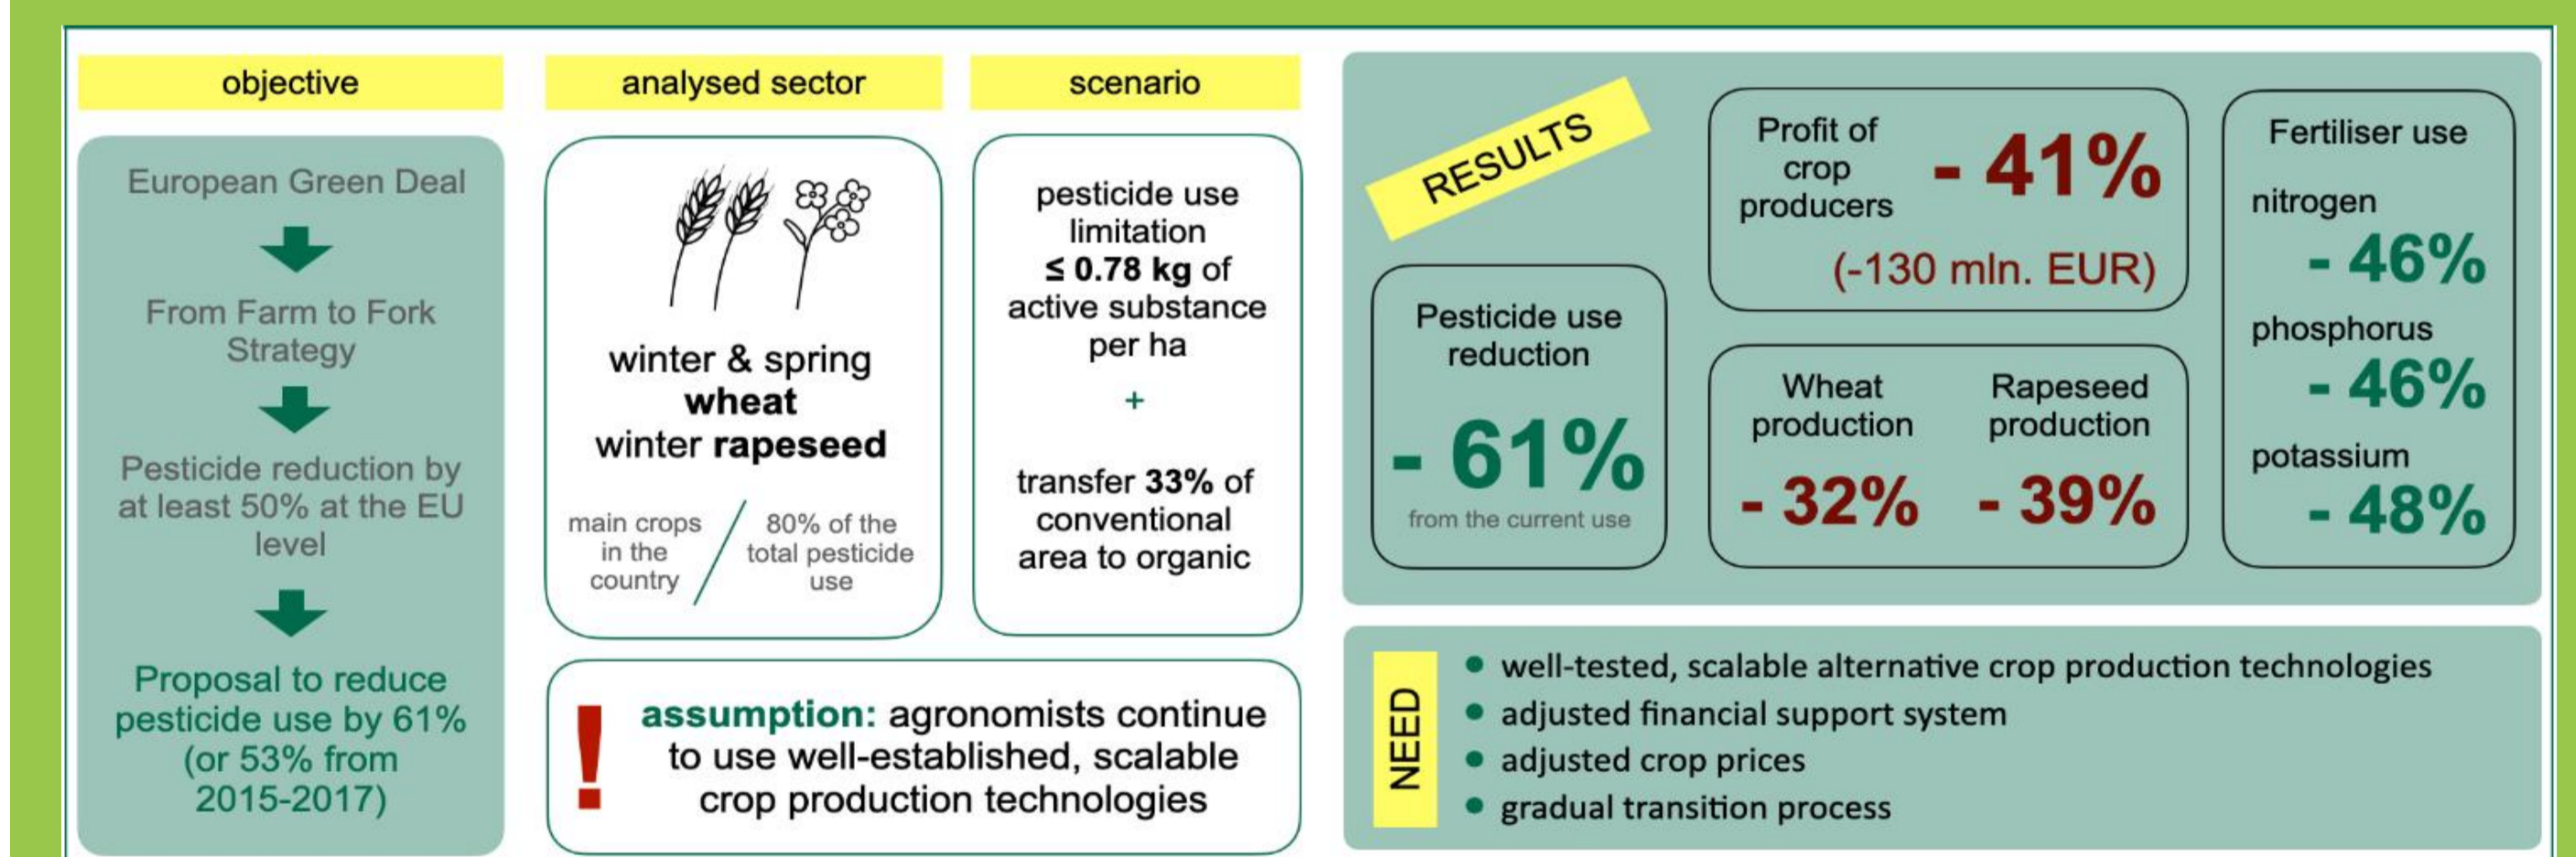 objective
European Green Deal
From Farm to Fork
Strategy
Pesticide reduction by
at least 50% at the EU
level
Proposal to reduce
pesticide use by 61%
(or 53% from
2015-2017)
analysed sector
winter & spring
wheat
winter rapeseed
main crops
in the
country
80% of the
total pesticide
use
scenario
pesticide use
limitation
≤ 0.78 kg of
active substance
per ha
+
transfer 33% of
conventional
area to organic
! assumption: agronomists continue
to use well-established, scalable
crop production technologies
RESULTS
Pesticide use
reduction
- 61%
from the current use
Profit of
crop
producers
- 41%
(-130 mln. EUR)
Wheat
production
- 32%
Rapeseed
production
- 39%
Fertiliser use
nitrogen
- 46%
phosphorus
- 46%
potassium
- 48%
NEED
• well-tested, scalable alternative crop production technologies
• adjusted financial support system
• adjusted crop prices
• gradual transition process